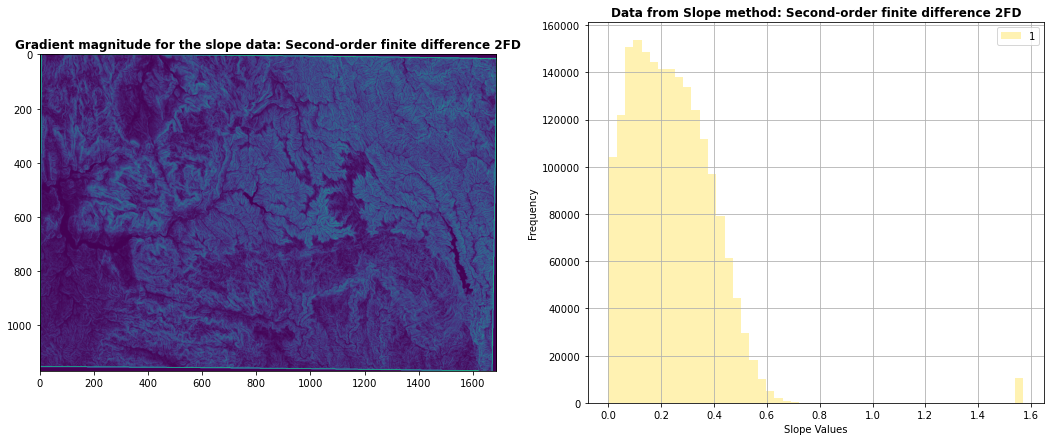 Gradient magnitude for the slope data: Second-order finite difference 2FD
0
200
400
600
800
1000
0 200 400 600 800 1000 1200 1400 1600
Data from Slope method: Second-order finite difference 2FD
1
160000
140000
120000
100000
80000
60000
40000
20000
0
Frequency
0.0 0.2 0.4 0.6 0.8 1.0 1.2 1.4 1.6
Slope Values